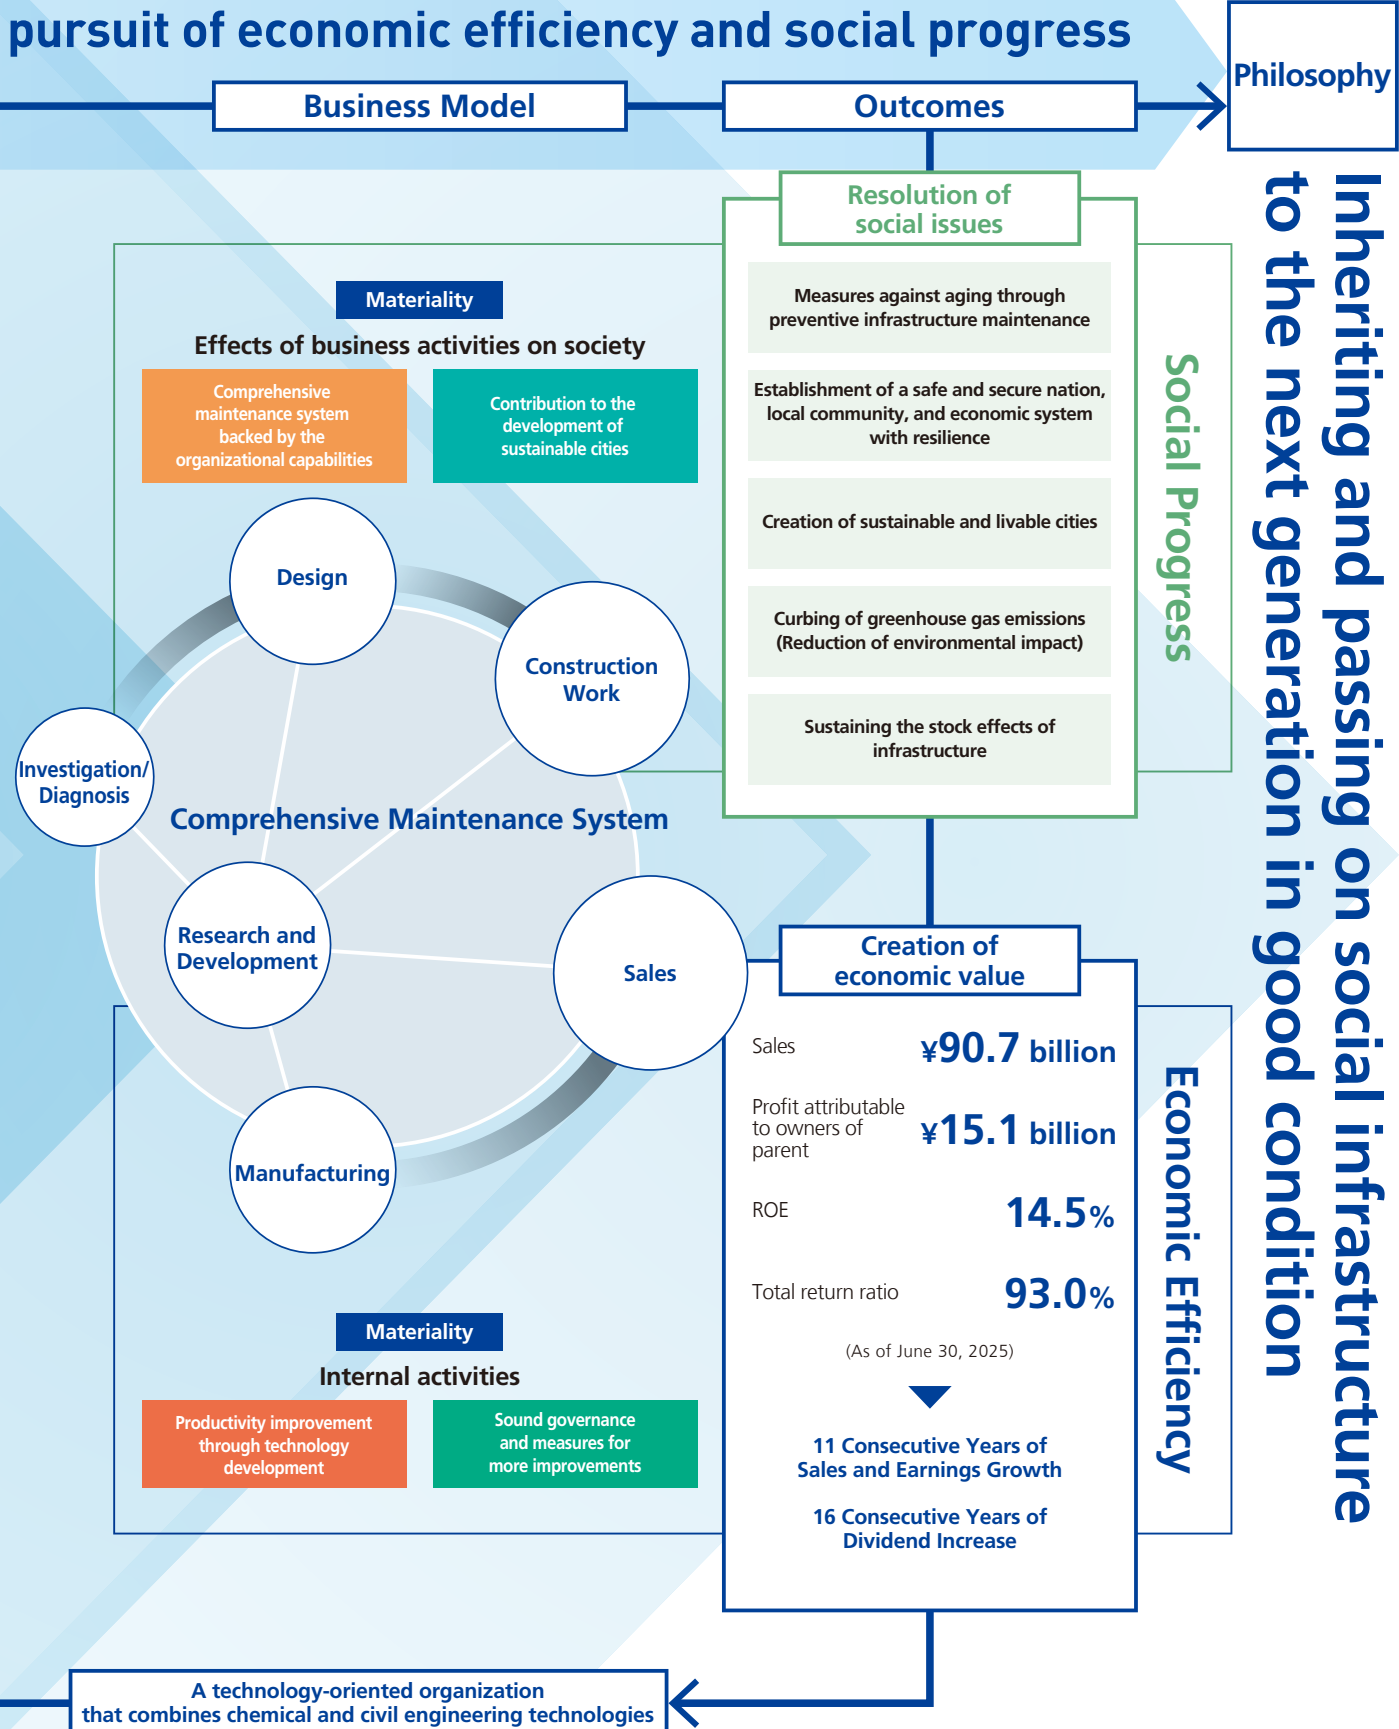 pursuit of economic efficiency and social progress
Business Model
Outcomes
Philosophy
Inheriting and passing on social infrastructure
to the next generation in good condition
Materiality
Effects of business activities on society
Comprehensive
maintenance system
backed by the
organizational capabilities
Contribution to the
development of
sustainable cities
Design
Construction
Work
Investigation/
Diagnosis
Comprehensive Maintenance System
Research and
Development
Sales
Manufacturing
Materiality
Internal activities
Productivity improvement
through technology
development
Sound governance
and measures for
more improvements
Resolution of
social issues
Measures against aging through
preventive infrastructure maintenance
Establishment of a safe and secure nation,
local community, and economic system
with resilience
Creation of sustainable and livable cities
Curbing of greenhouse gas emissions
(Reduction of environmental impact)
Sustaining the stock effects of
infrastructure
Social Progress
Creation of
economic value
Sales
¥90.7 billion
Profit attributable
to owners of
parent
¥15.1 billion
ROE
14.5%
Total return ratio
93.0%
(As of June 30, 2025)
11 Consecutive Years of
Sales and Earnings Growth
16 Consecutive Years of
Dividend Increase
Economic Efficiency
A technology-oriented organization
that combines chemical and civil engineering technologies